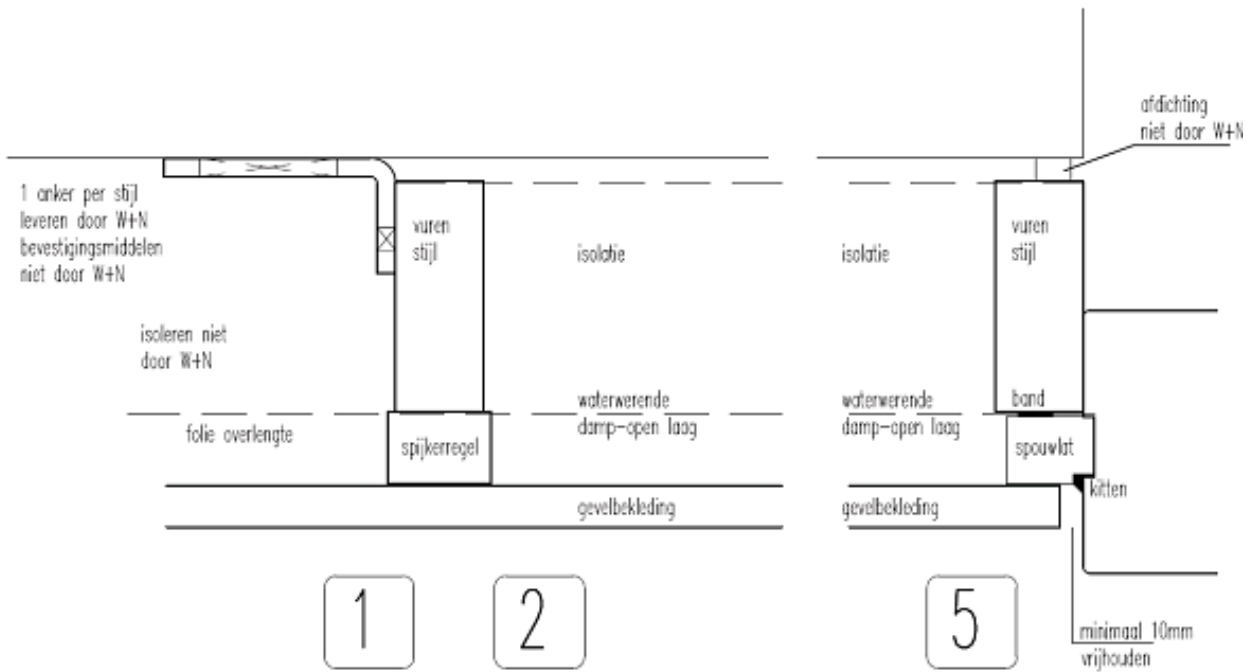 afdichting
niet door W+N
1 anker per stijl
leveren door W+N
bevestigingsmiddelen
niet door W+N
vuren
stijl
isolatie
isolatie
vuren
stijl
isoleren niet
door W+N
folie overlengte
spijkerregel
waterwerende
damp-open laag
waterwerende
damp-open laag
band
spouwlat
kitten
gevelbekleding
gevelbekleding
1
2
5
minimaal 10mm
vrijhouden